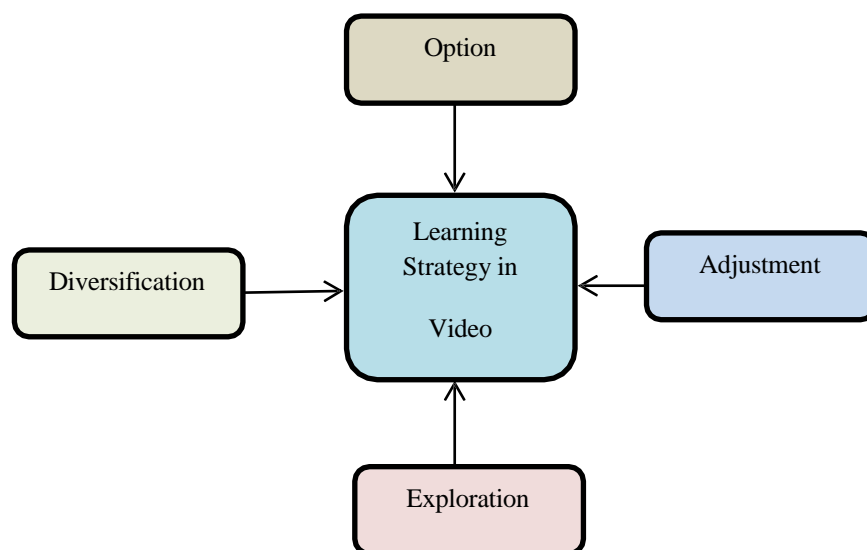 Option
Learning
Strategy in
Video
Diversification
Adjustment
Exploration